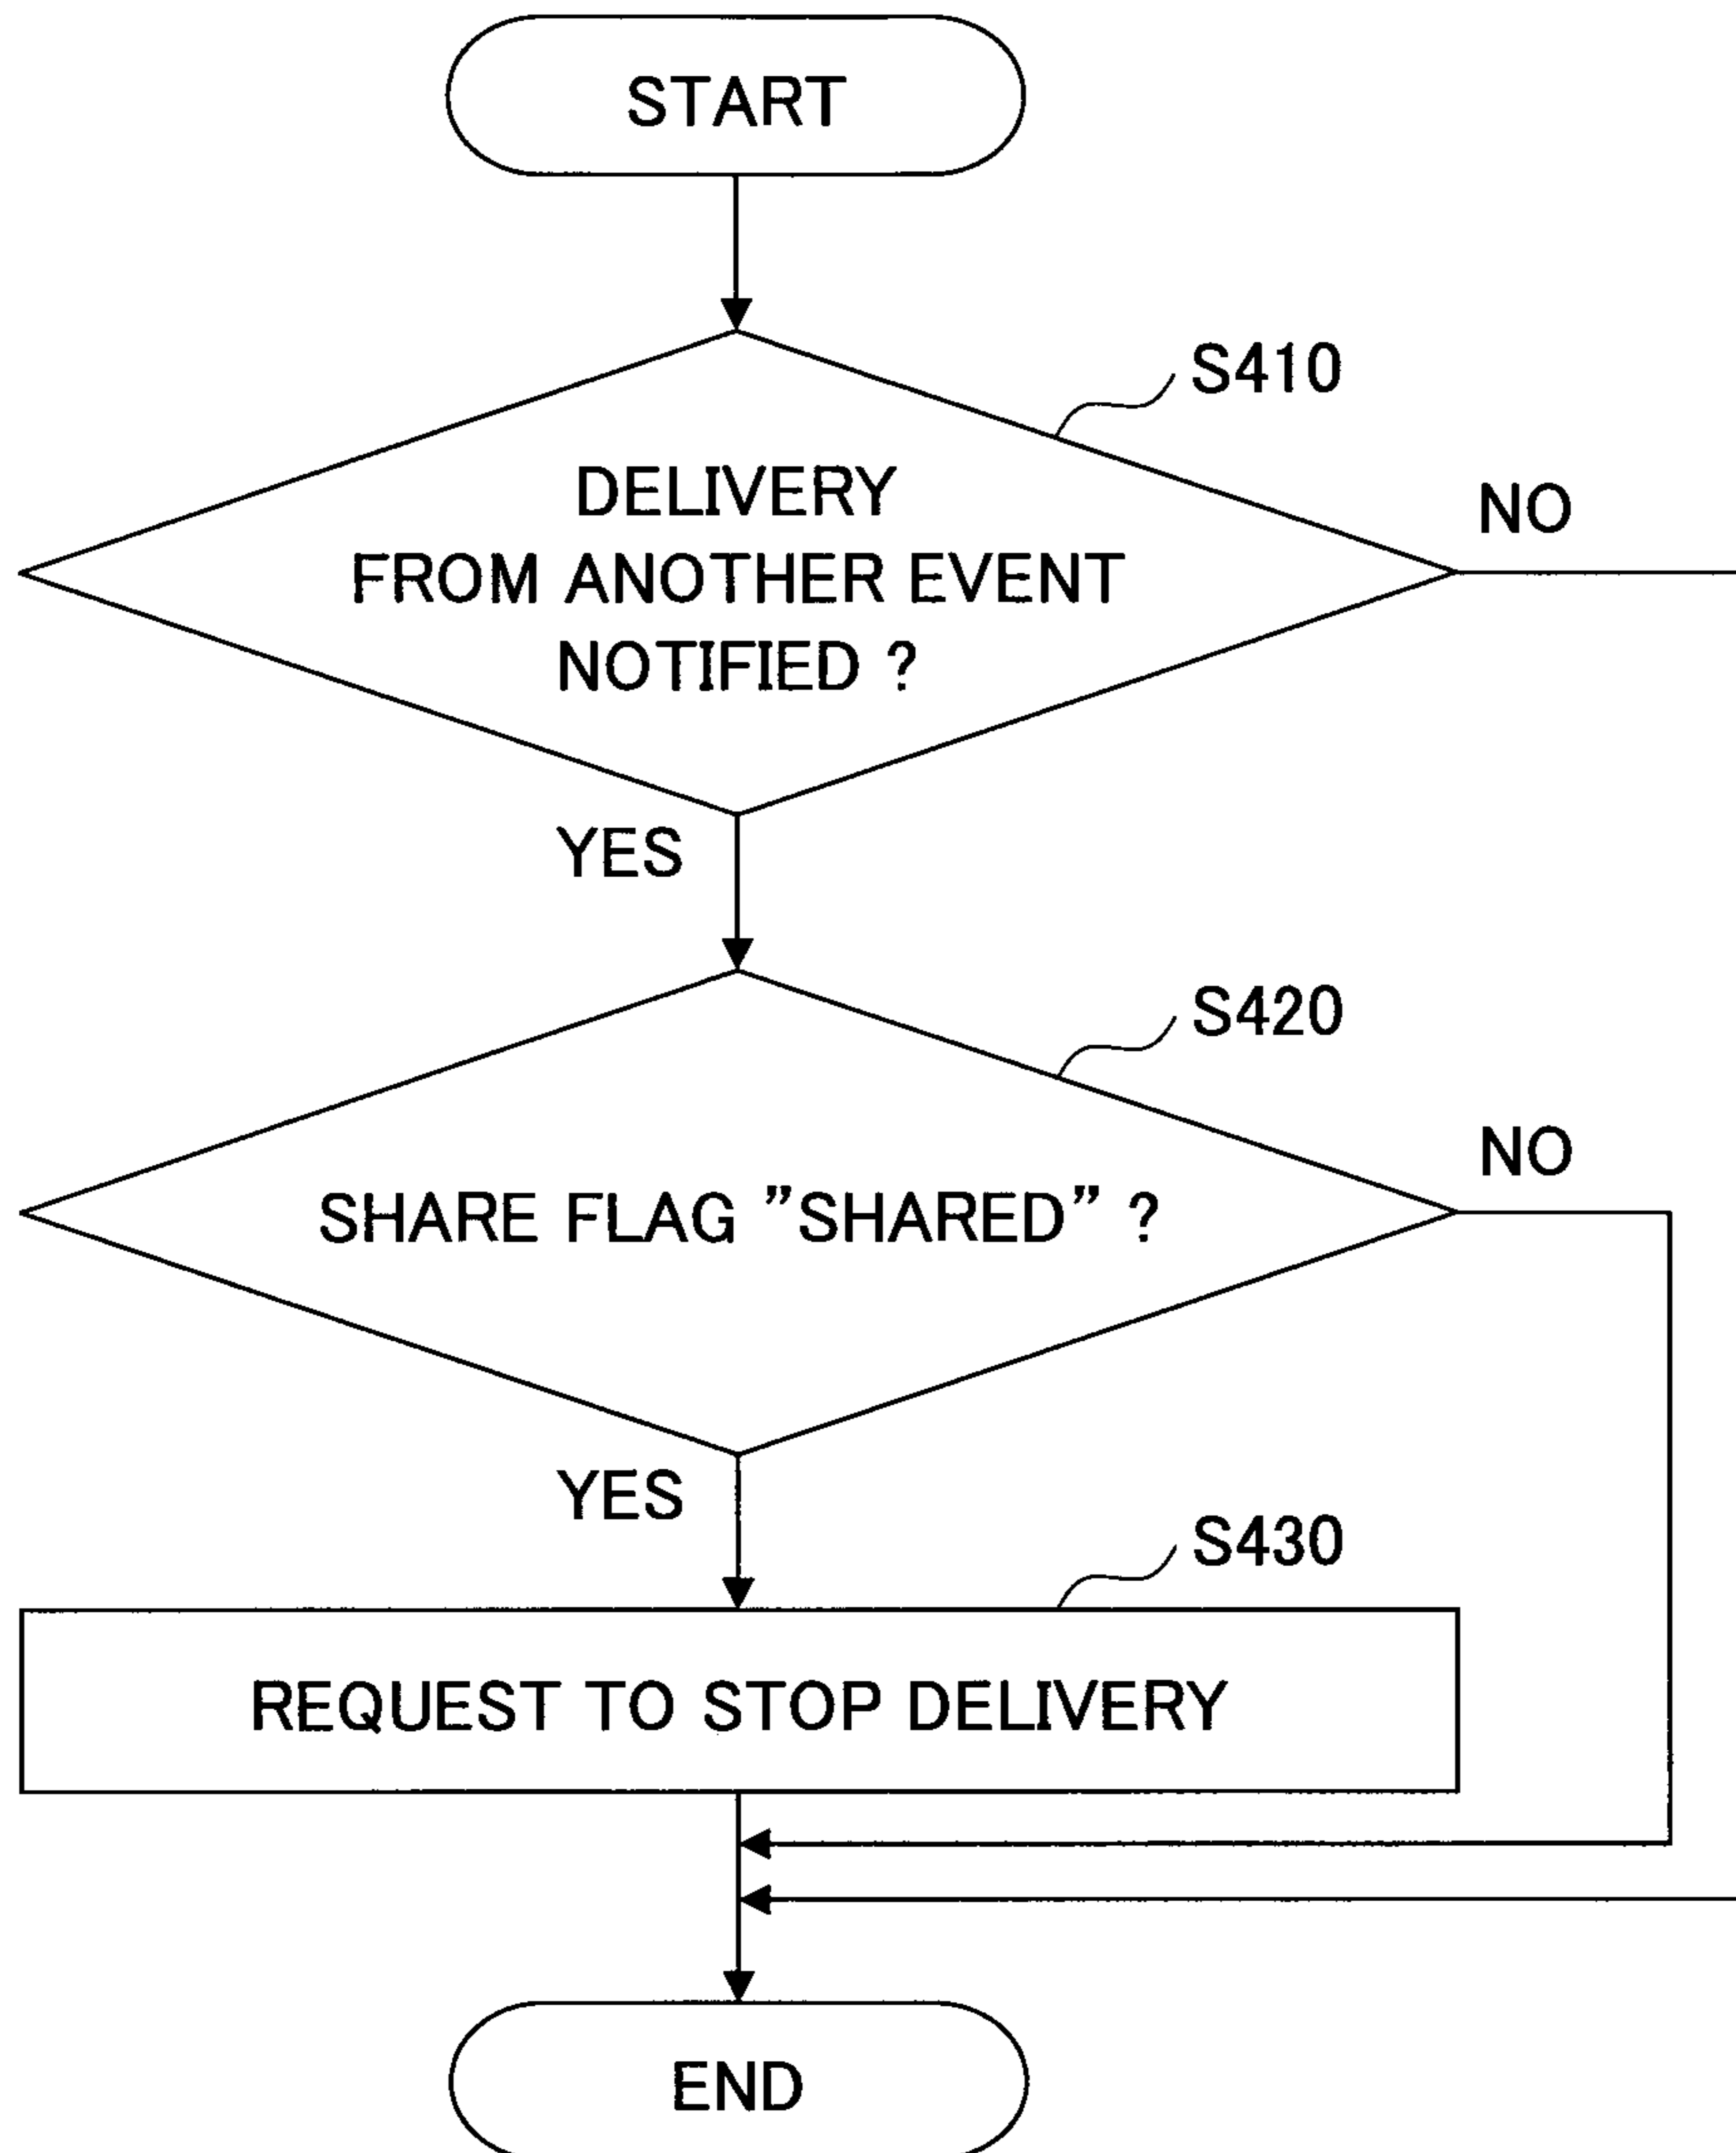 START
S410
DELIVERY
FROM ANOTHER EVENT
NOTIFIED ?
NO
YES
S420
SHARE FLAG ”SHARED” ?
NO
YES
S430
REQUEST TO STOP DELIVERY
END